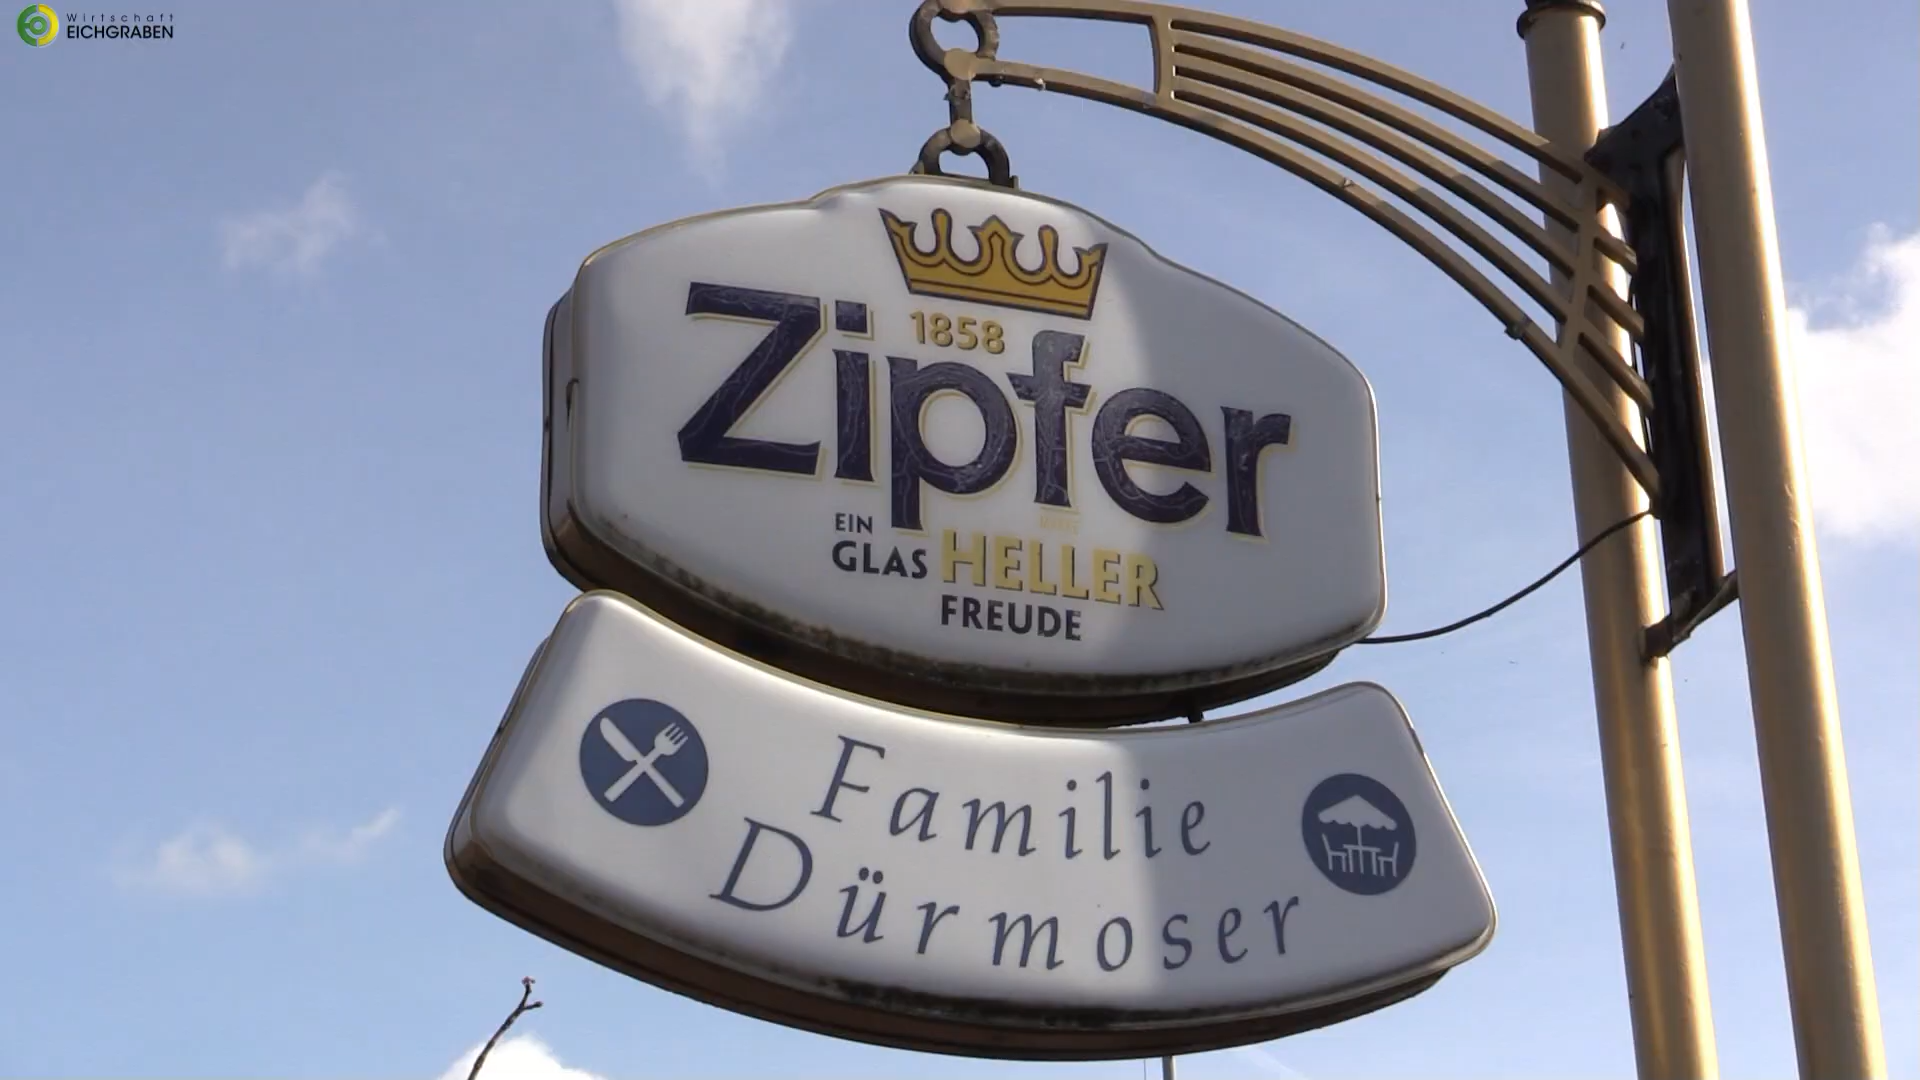 Wirtschaft
EICHGRABEN
1858
Zipfer
EIN
GLAS HELLER
FREUDE
Familie
Dürmoser